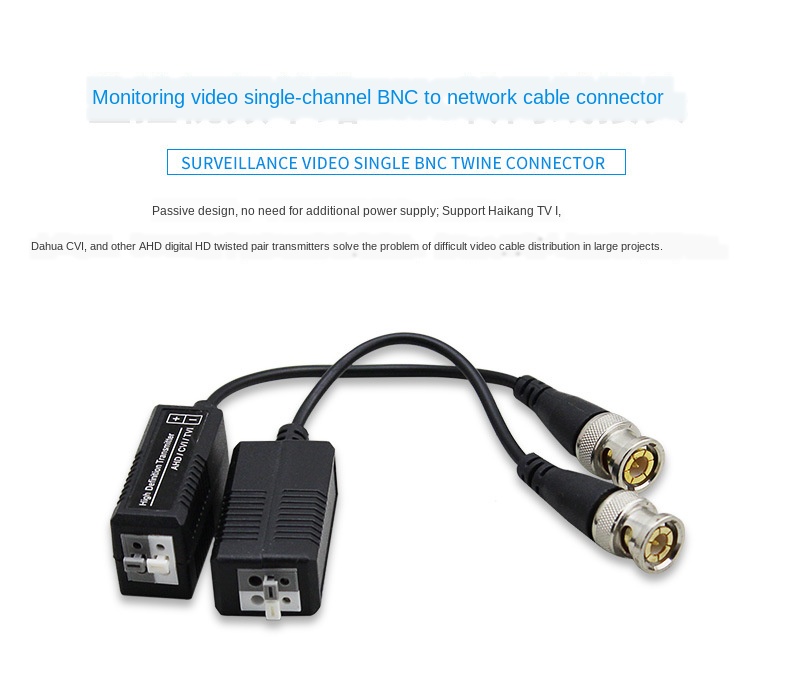 Monitoring video single-channel BNC to network cable connector
SURVEILLANCE VIDEO SINGLE BNC TWINE CONNECTOR
Passive design, no need for additional power supply; Support Haikang TV I,
Dahua CVI, and other AHD digital HD twisted pair transmitters solve the problem of difficult video cable distribution in large projects.
High Definition Transmitter
AHD / CVI / TVI
+ −